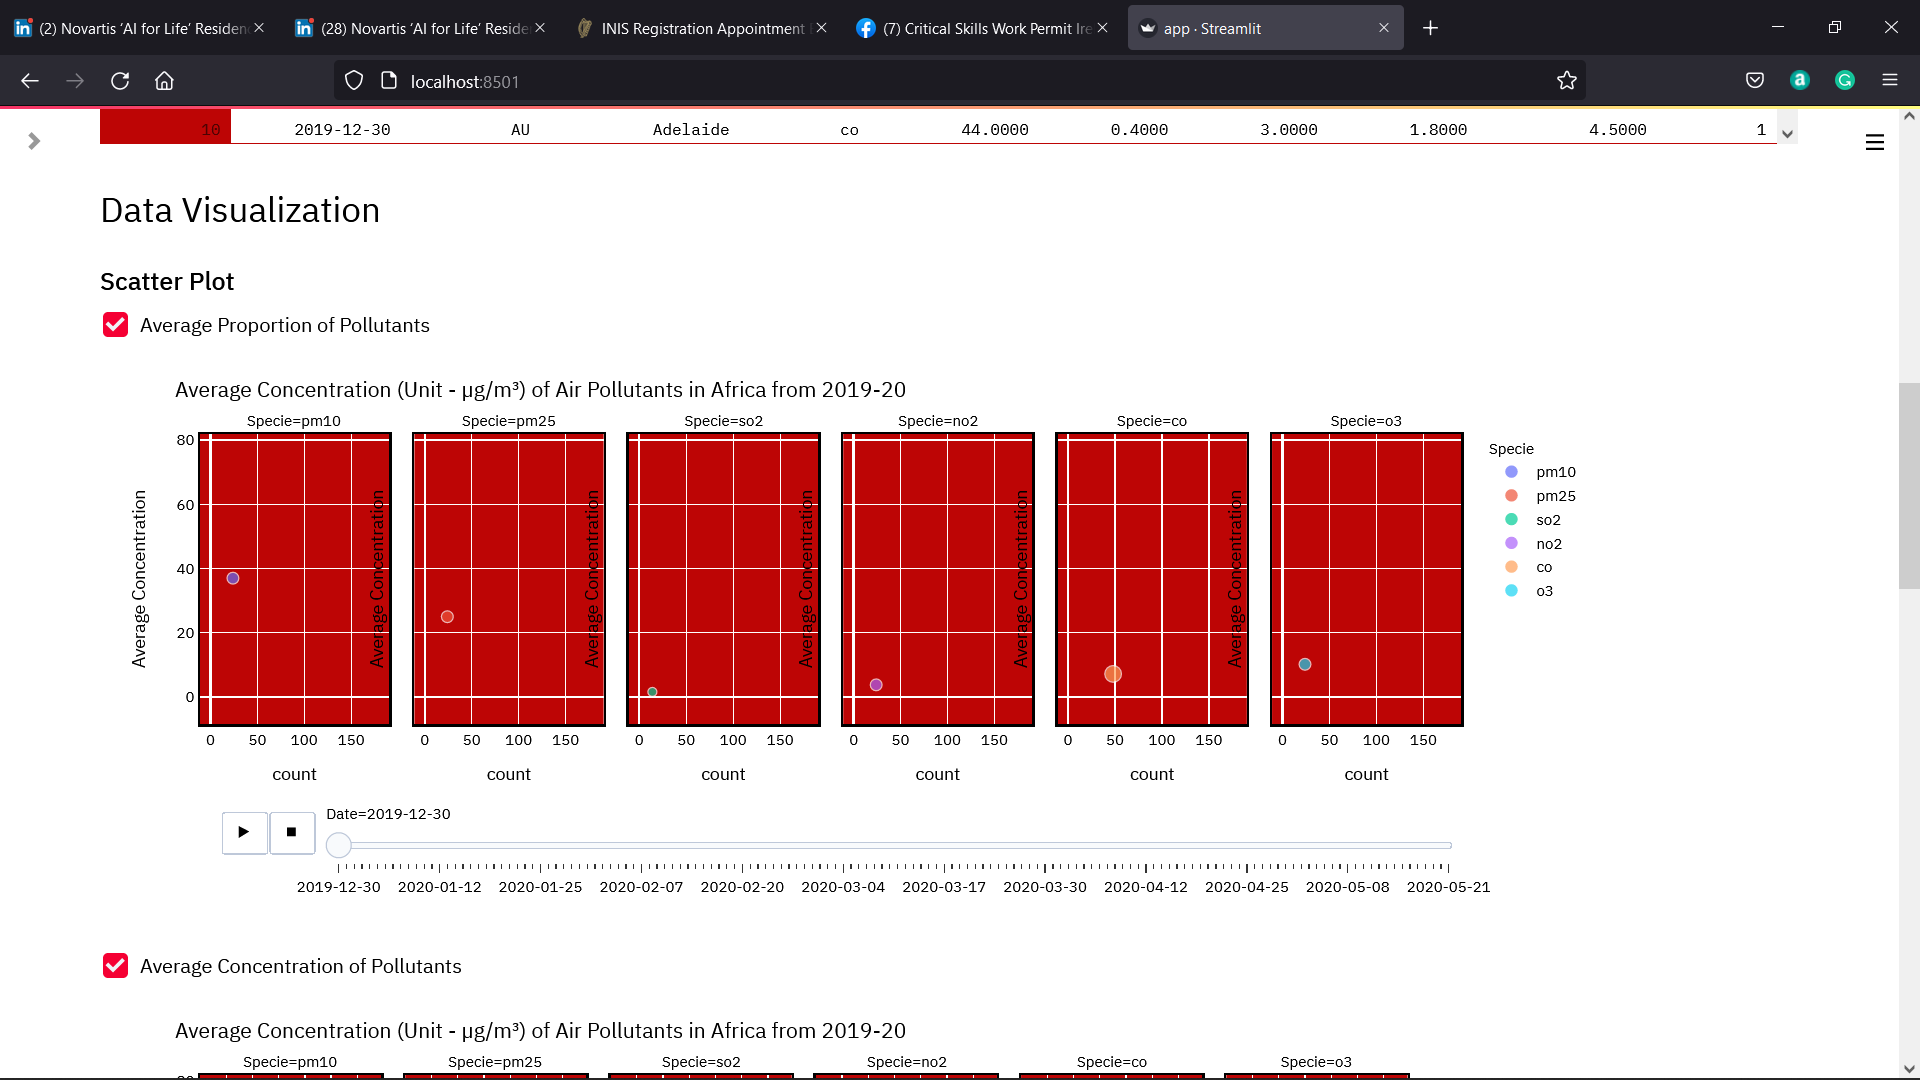 (2) Novartis ‘AI for Life’ Residen
(28) Novartis ‘AI for Life’ Reside
INIS Registration Appointment
(7) Critical Skills Work Permit Ire
app · Streamlit
localhost:8501
10 2019-12-30 AU Adelaide co 44.0000 0.4000 3.0000 1.8000 4.5000 1
Data Visualization
Scatter Plot
Average Proportion of Pollutants
Average Concentration (Unit - µg/m³) of Air Pollutants in Africa from 2019-20
Specie=pm10 Specie=pm25 Specie=so2 Specie=no2 Specie=co Specie=o3
Average Concentration
80
60
40
20
0
Average Concentration
Average Concentration
Average Concentration
Average Concentration
Average Concentration
0 50 100 150 0 50 100 150 0 50 100 150 0 50 100 150 0 50 100 150 0 50 100 150
count count count count count count
Specie
pm10
pm25
so2
no2
co
o3
Date=2019-12-30
2019-12-30 2020-01-12 2020-01-25 2020-02-07 2020-02-20 2020-03-04 2020-03-17 2020-03-30 2020-04-12 2020-04-25 2020-05-08 2020-05-21
Average Concentration of Pollutants
Average Concentration (Unit - µg/m³) of Air Pollutants in Africa from 2019-20
Specie=pm10 Specie=pm25 Specie=so2 Specie=no2 Specie=co Specie=o3